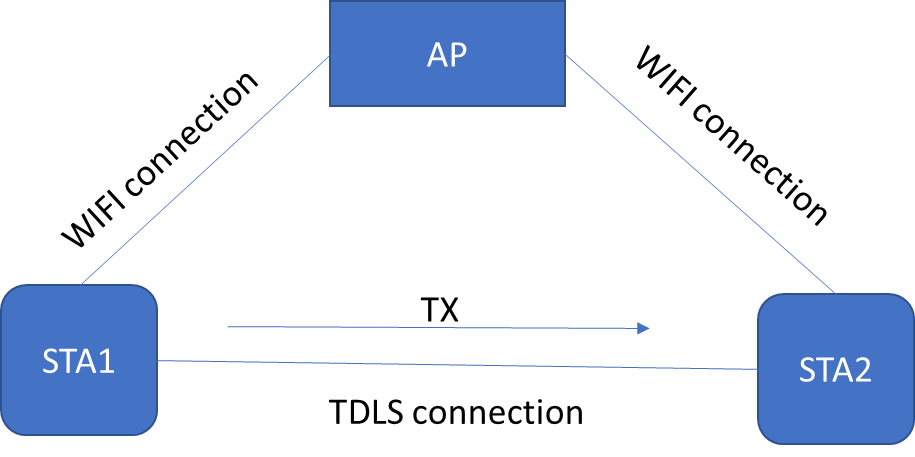 AP
WIFI connection
WIFI connection
TX
STA1
STA2
TDLS connection